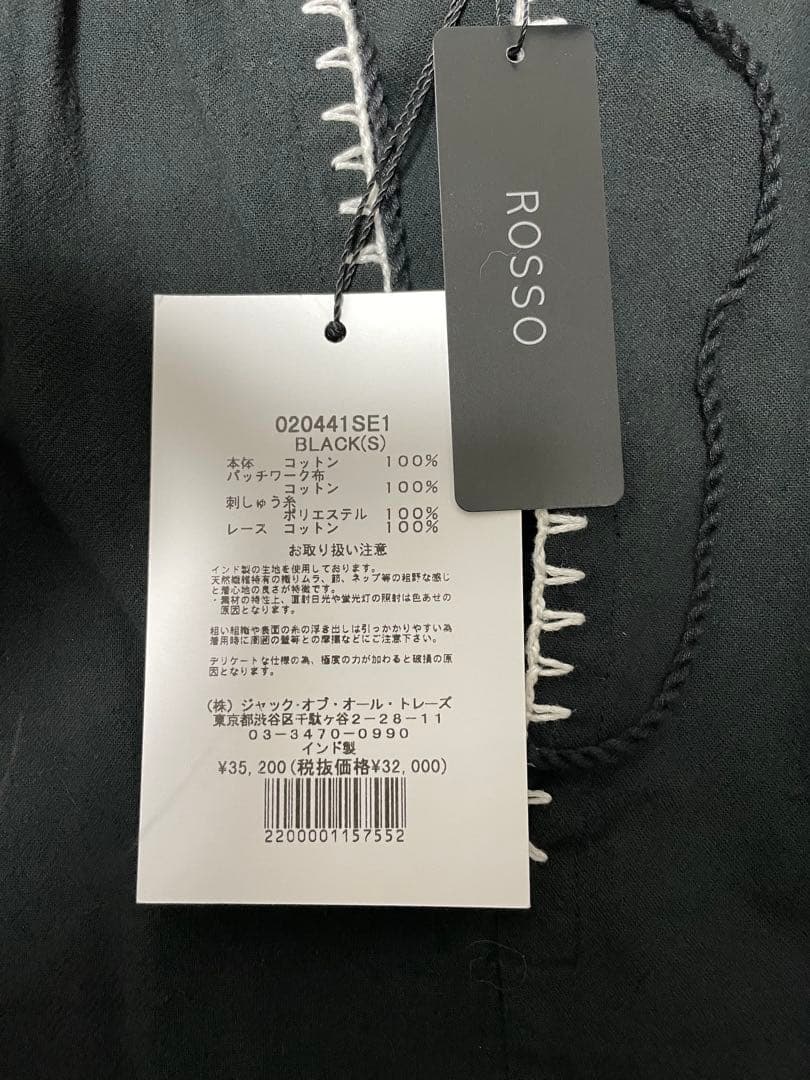 ROSSO
020441SE1
BLACK(S)
本体 コットン 100%
パッチワーク布
コットン 100%
刺しゅう糸
ポリエステル 100%
レース コットン 100%
お取り扱い注意
インド製の生地を使用しております。
天然繊維特有の織りムラ、節、ネップ等の粗野な感じ
と着心地の良さが特徴です。
・素材の特性上、直射日光や蛍光灯の照射は色あせの
原因となります。
粗い組織や表面の糸の浮き出しは引っかかりやすい為
着用時に周囲の鞄等との摩擦などにご注意下さい。
デリケートな仕様の為、極度の力が加わると破損の原
因となります。
(株)ジャック・オブ・オール・トレーズ
東京都渋谷区千駄ヶ谷2-28-11
03-3470-0990
インド製
¥35,200(税抜価格¥32,000)
2200001157552